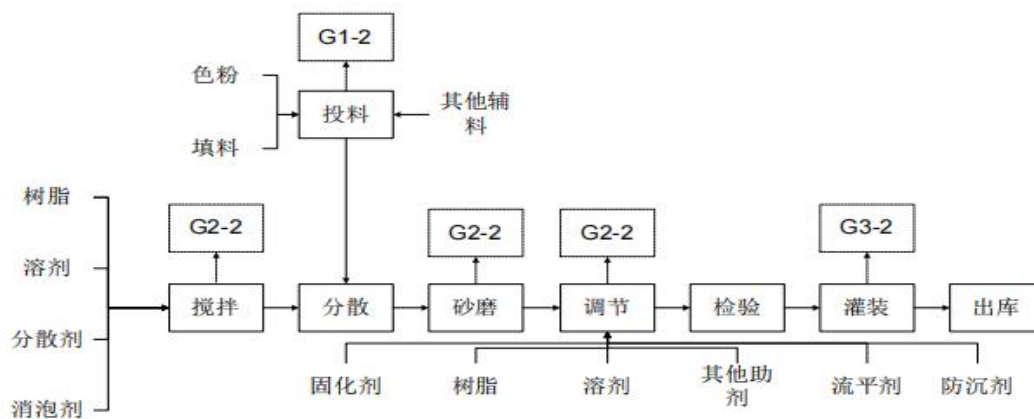 G1-2
色粉
投料
其他辅
料
填料
树脂
G2-2
G2-2
G2-2
G3-2
溶剂
搅拌
分散
砂磨
调节
检验
灌装
出库
分散剂
固化剂
树脂
溶剂
其他助
剂
流平剂
防沉剂
消泡剂